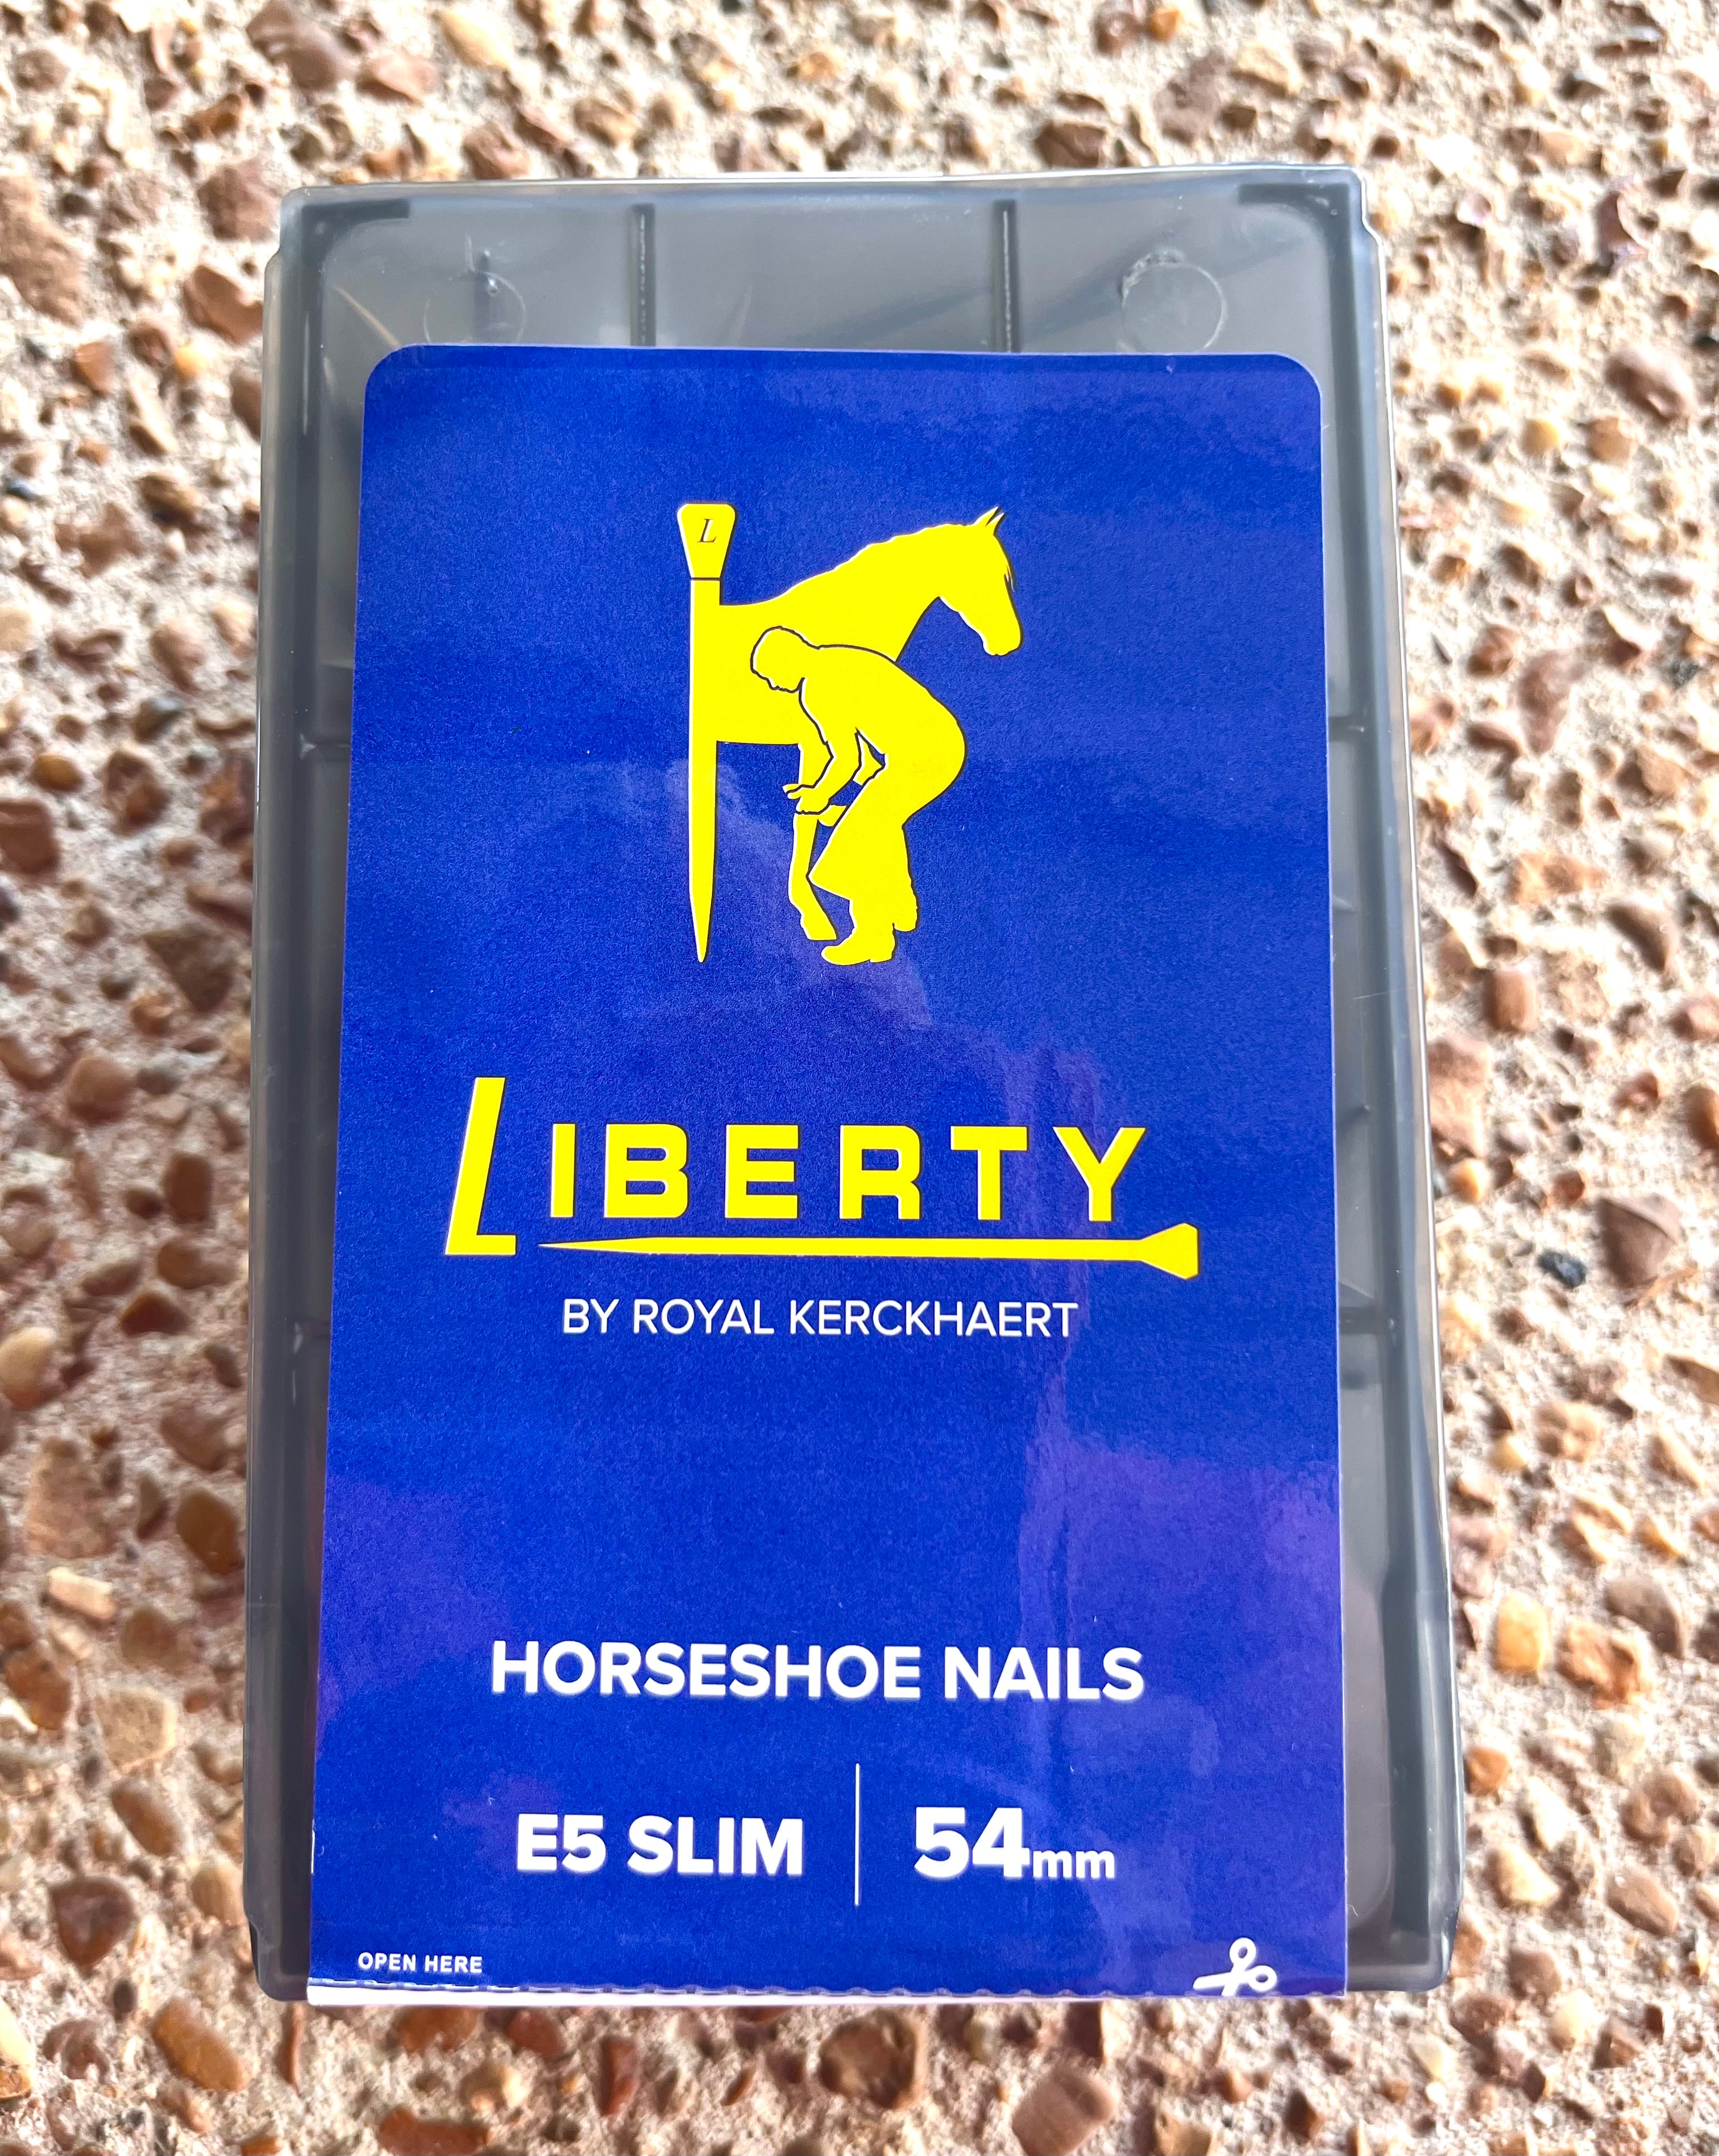 L
LIBERTY
BY ROYAL KERCKHAERT
HORSESHOE NAILS
E5 SLIM | 54mm
OPEN HERE